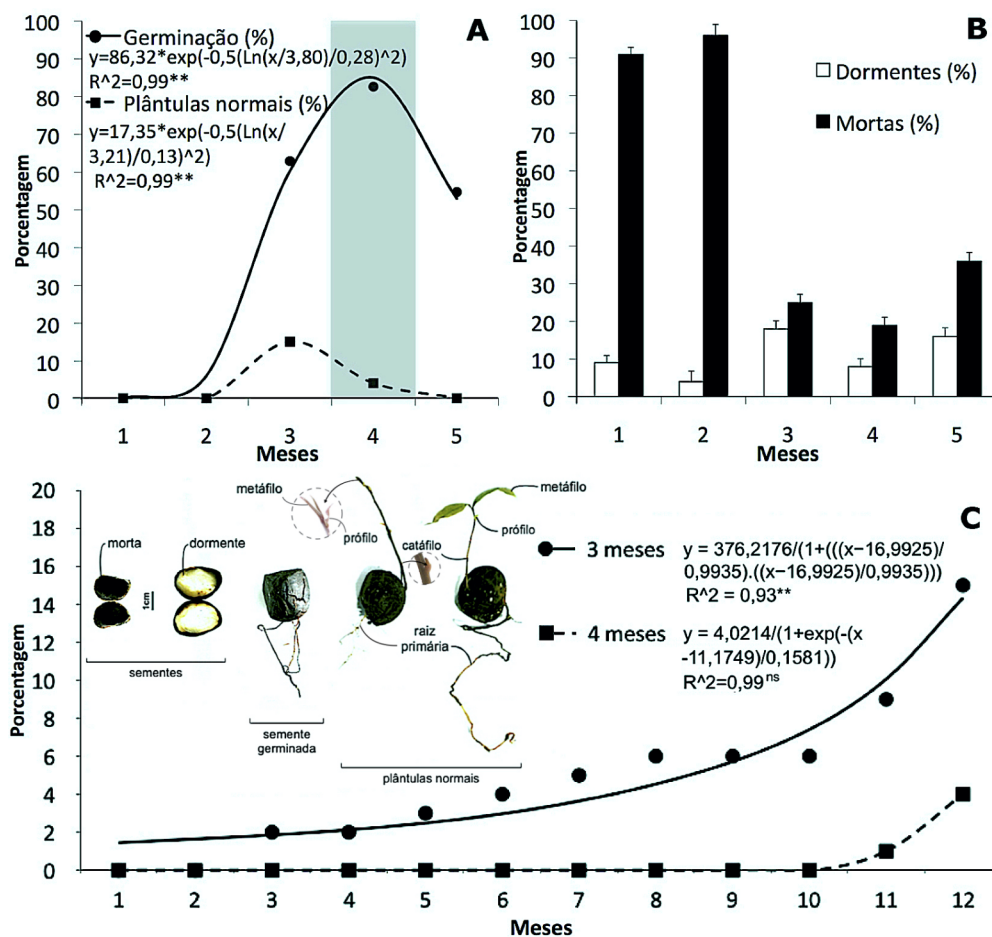 A
100
90
80
70
60
50
40
30
20
10
0
Porcentagem
Germinação (%)
y=86,32*exp(-0,5(Ln(x/3,80)/0,28)^2)
R^2=0,99**
Plântulas normais (%)
y=17,35*exp(-0,5(Ln(x/
3,21)/0,13)^2)
R^2=0,99**
1 2 3 4 5
Meses
B
100
90
80
70
60
50
40
30
20
10
0
Porcentagem
Dormentes (%)
Mortas (%)
1 2 3 4 5
Meses
C
20
18
16
14
12
10
8
6
4
2
0
Porcentagem
morta
dormente
1cm
sementes
semente
germinada
metáfilo
prófilo
catáfilo
metáfilo
prófilo
raiz
primária
plântulas normais
3 meses
y = 376,2176/(1+(((x−16,9925)/
0,9935).((x−16,9925)/0,9935)))
R^2 = 0,93**
4 meses
y = 4,0214/(1+exp(-(x
-11,1749)/0,1581))
R^2=0,99ns
1 2 3 4 5 6 7 8 9 10 11 12
Meses